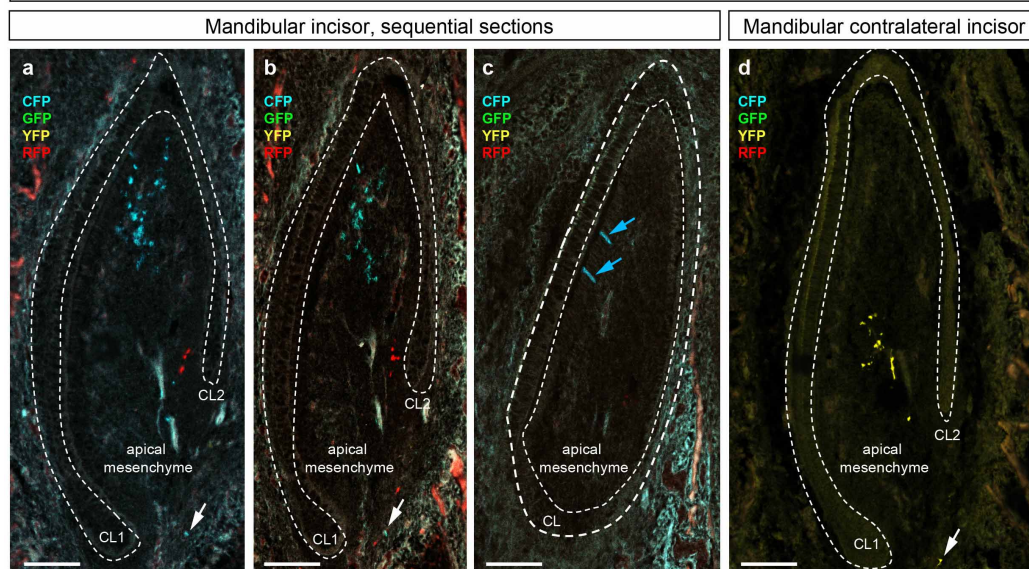 Mandibular incisor, sequential sections
Mandibular contralateral incisor
a
CFP
GFP
YFP
RFP
CL2
apical
mesenchyme
CL1
b
CFP
GFP
YFP
RFP
CL2
apical
mesenchyme
CL1
c
CFP
GFP
YFP
RFP
apical
mesenchyme
CL
d
CFP
GFP
YFP
RFP
CL2
apical
mesenchyme
CL1